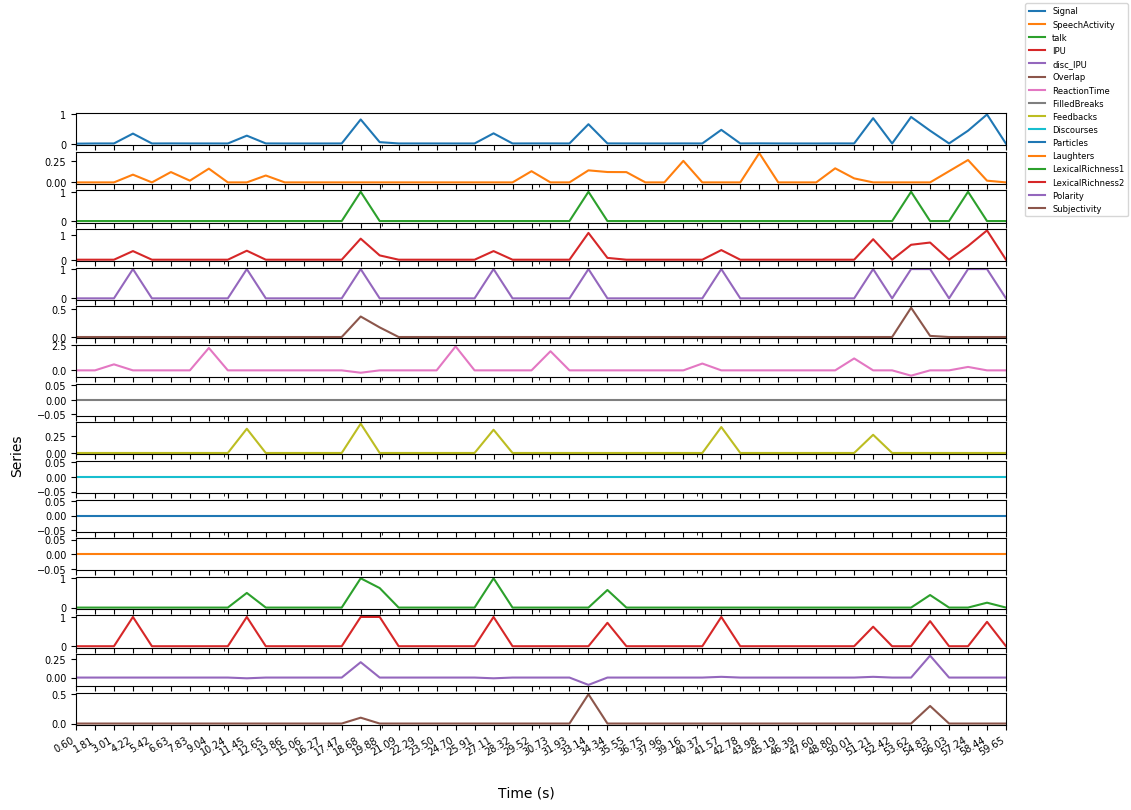 Signal
SpeechActivity
talk
IPU
disc_IPU
Overlap
ReactionTime
FilledBreaks
Feedbacks
Discourses
Particles
Laughters
LexicalRichness1
LexicalRichness2
Polarity
Subjectivity
1
0
0.25
0.00
1
0
1
0
1
0
0.5
0.0
2.5
0.0
0.05
0.00
−0.05
0.25
0.00
0.05
0.00
−0.05
0.05
0.00
−0.05
0.05
0.00
−0.05
1
0
1
0
0.25
0.00
0.5
0.0
Series
0.60 1.81 3.01 4.22 5.42 6.63 7.83 9.04 10.24 11.45 12.65 13.86 15.06 16.27 17.47 18.68 19.88 21.09 22.29 23.50 24.70 25.91 27.11 28.32 29.52 30.73 31.93 33.14 34.34 35.55 36.75 37.96 39.16 40.37 41.57 42.78 43.98 45.19 46.39 47.60 48.80 50.01 51.21 52.42 53.62 54.83 56.03 57.24 58.44 59.65
Time (s)